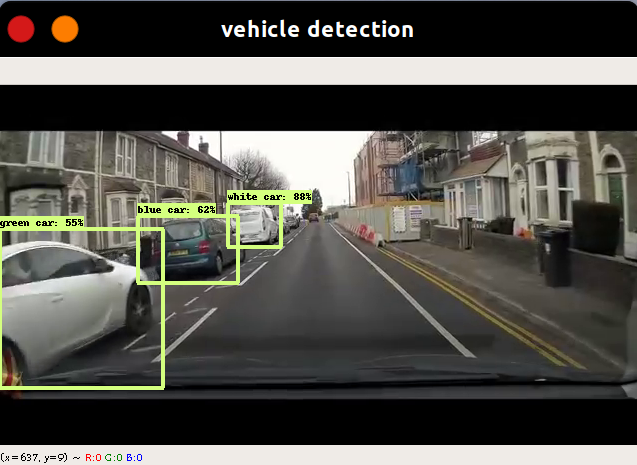 vehicle detection
white car: 88%
blue car: 62%
green car: 55%
(x=637, y=9) ~ R:0 G:0 B:0